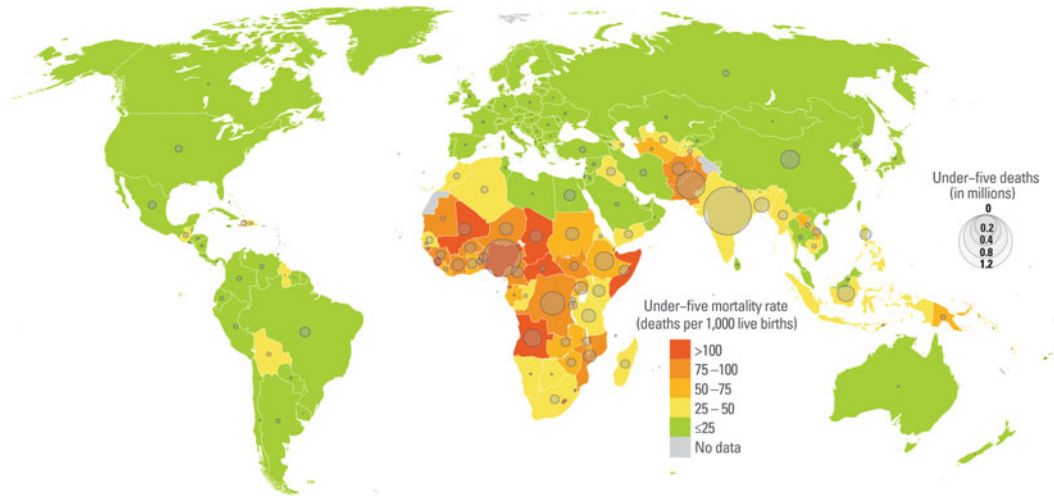 Under–five deaths
(in millions)
0
0.2
0.4
0.8
1.2
Under–five mortality rate
(deaths per 1,000 live births)
>100
75 –100
50 –75
25 – 50
≤25
No data